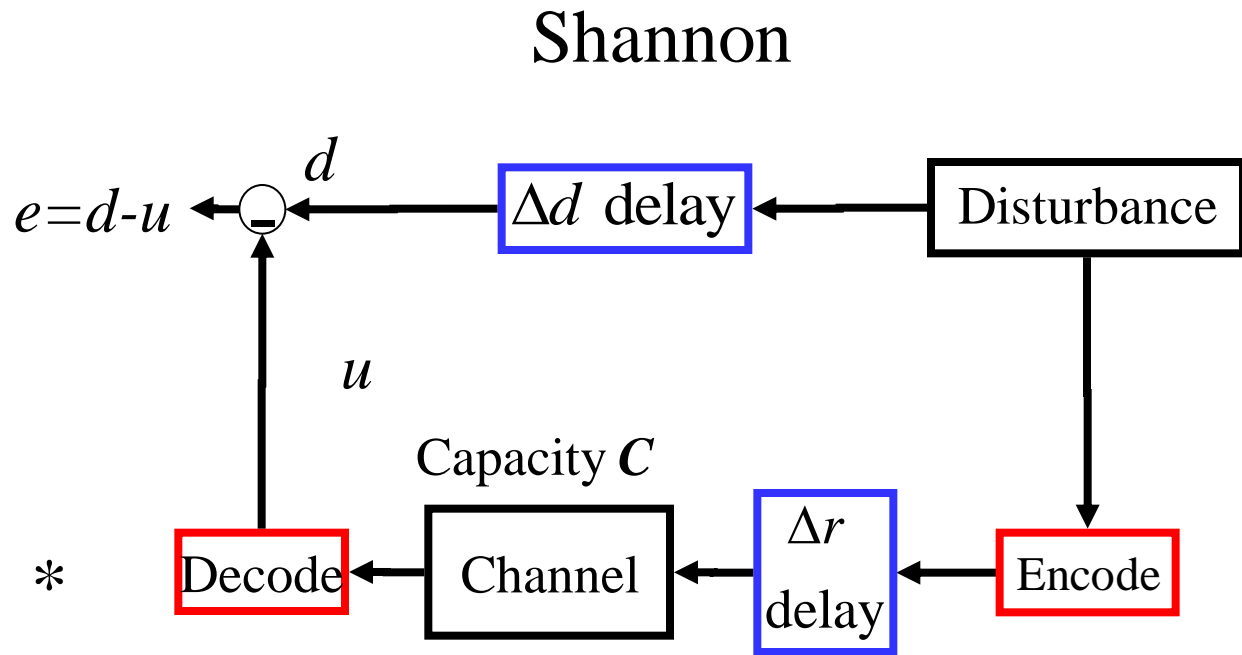 Shannon
d
e=d-u
-
Δd delay
Disturbance
u
Capacity C
*
Decode
Channel
Δr
delay
Encode